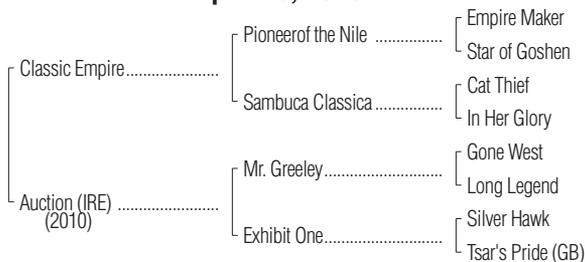 Empire Maker
Pioneerof the Nile ................
Star of Goshen
Classic Empire......................
Cat Thief
Sambuca Classica ................
In Her Glory
Gone West
Mr. Greeley............................
Long Legend
Auction (IRE) ........................
(2010)
Silver Hawk
Exhibit One............................
Tsar's Pride (GB)